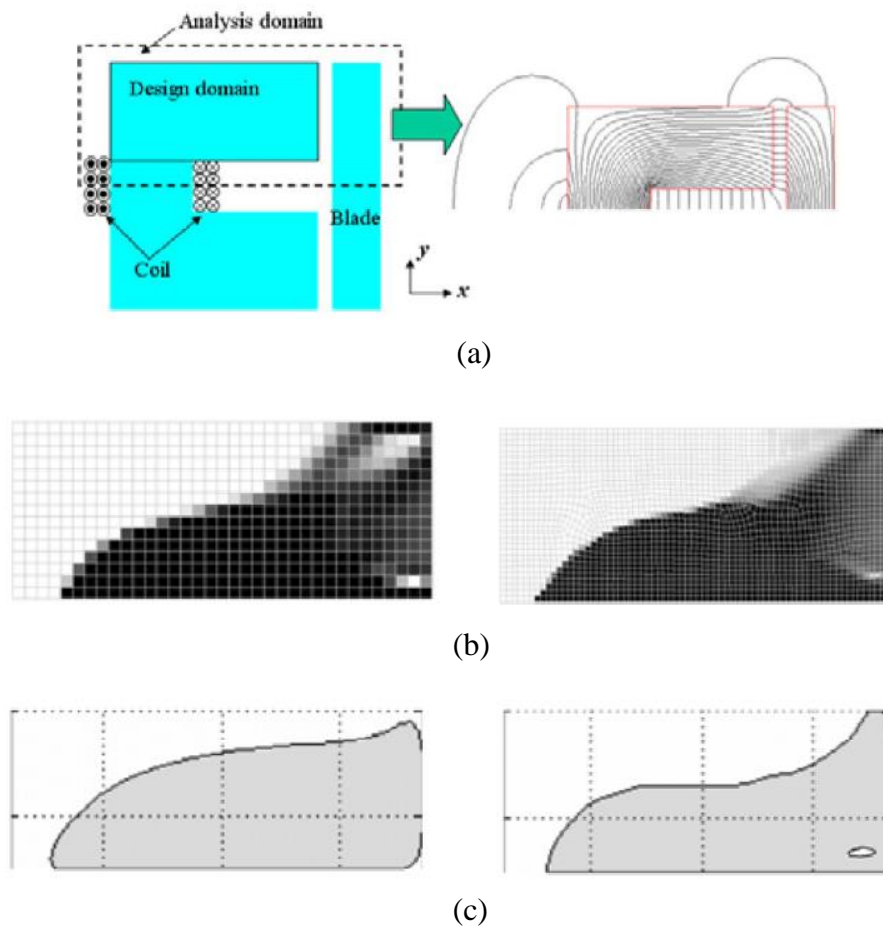 Analysis domain
Design domain
Blade
Coil
y
x
(a)
(b)
(c)